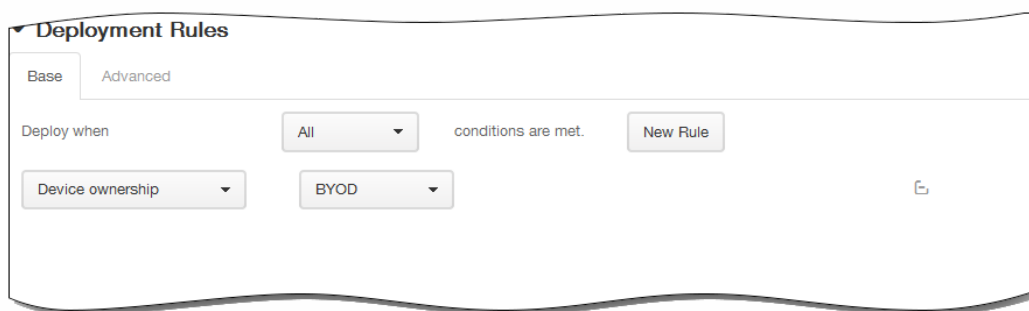 Deployment Rules
Base Advanced
Deploy when All conditions are met. New Rule
Device ownership BYOD